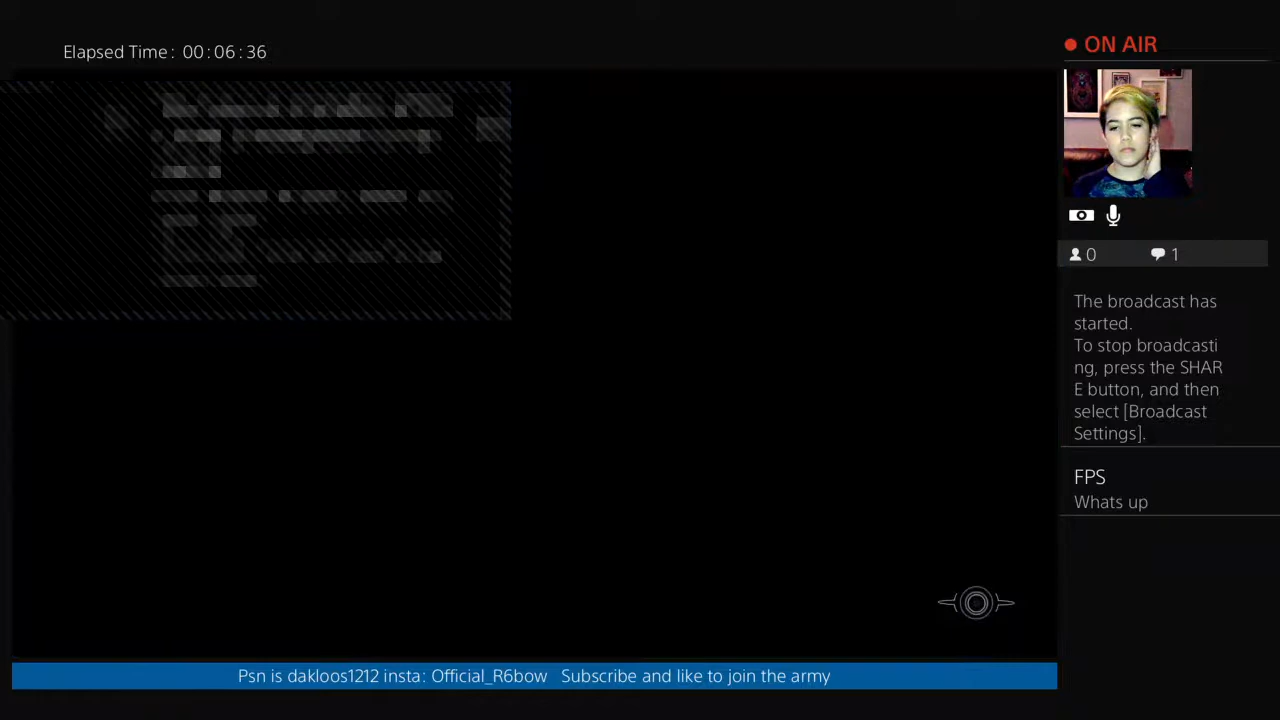 Elapsed Time: 00:06:36
ON AIR
0 1
The broadcast has
started.
To stop broadcasti
ng, press the SHAR
E button, and then
select [Broadcast
Settings].
FPS
Whats up
Psn is dakloos1212 insta: Official_R6bow Subscribe and like to join the army